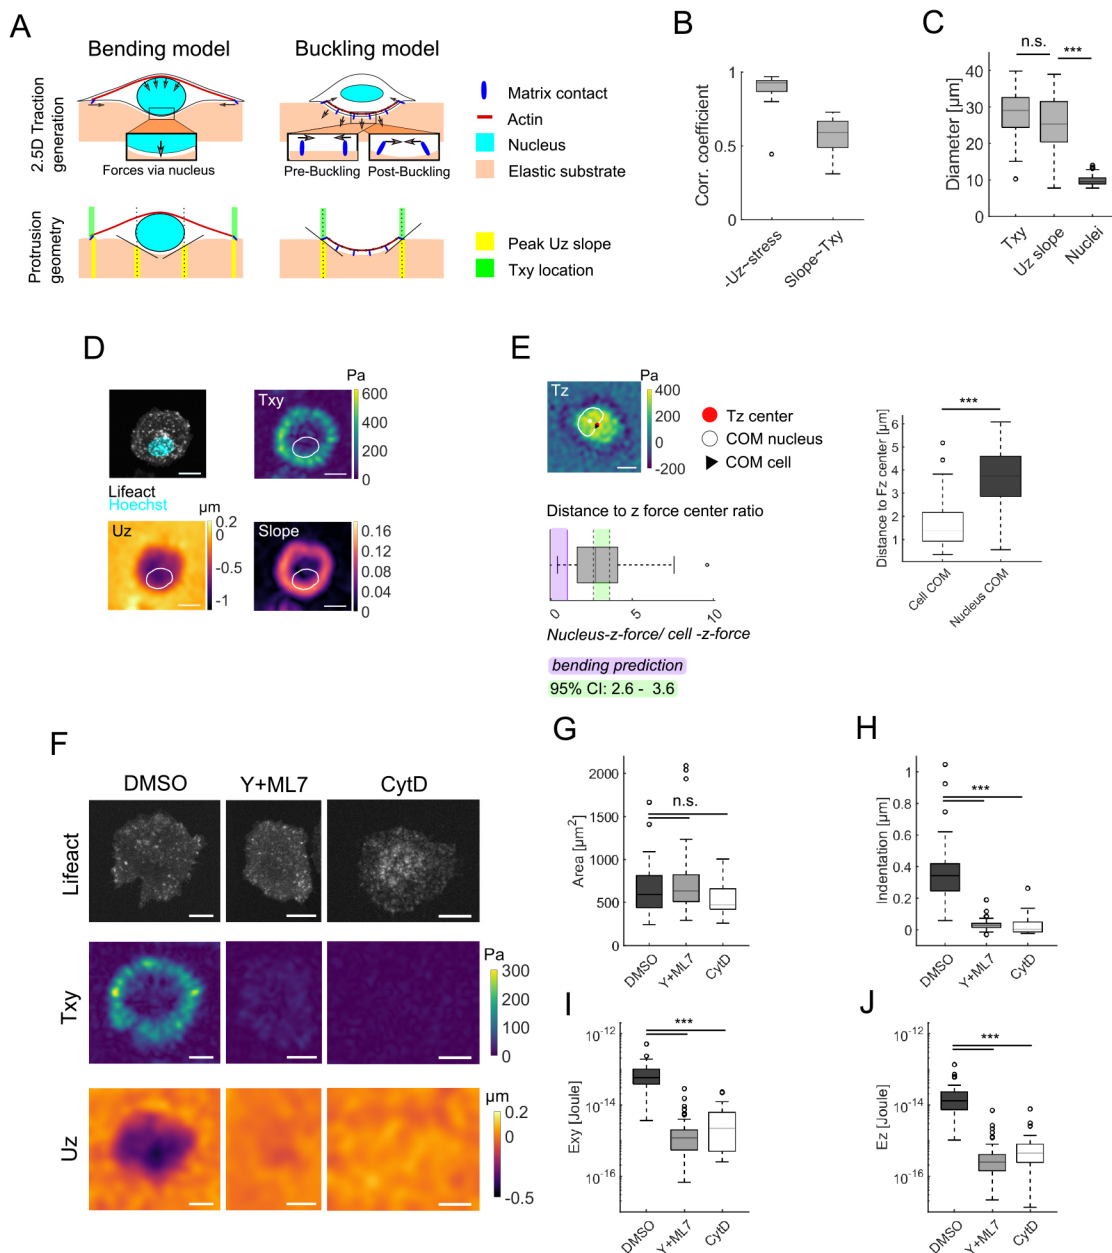 A
Bending model
Buckling model
2.5D Traction
generation
Forces via nucleus
Pre-Buckling
Post-Buckling
Matrix contact
Actin
Nucleus
Elastic substrate
Protrusion
geometry
Peak Uz slope
Txy location
B
Corr. coefficient
1
0.5
0
-Uz~stress
Slope~Txy
C
n.s.
***
Diameter [µm]
40
30
20
10
0
Txy
Uz slope
Nuclei
D
Lifeact
Hoechst
Txy
Pa
600
400
200
0
Uz
µm
0.2
0
-0.5
-1
Slope
0.16
0.12
0.08
0.04
0
E
Tz
Pa
400
200
0
-200
Tz center
COM nucleus
COM cell
Distance to z force center ratio
0
5
10
Nucleus-z-force/ cell -z-force
bending prediction
95% CI: 2.6 - 3.6
***
Distance to Fz center [µm]
6
5
4
3
2
1
Cell COM
Nucleus COM
F
DMSO
Y+ML7
CytD
Lifeact
Txy
Pa
300
200
100
0
Uz
µm
0.2
0
-0.5
G
n.s.
Area [µm²]
2000
1500
1000
500
0
DMSO
Y+ML7
CytD
H
***
Indentation [µm]
1
0.8
0.6
0.4
0.2
0
DMSO
Y+ML7
CytD
I
***
Exy [Joule]
10⁻¹²
10⁻¹⁴
10⁻¹⁶
DMSO
Y+ML7
CytD
J
***
Ez [Joule]
10⁻¹²
10⁻¹⁴
10⁻¹⁶
DMSO
Y+ML7
CytD